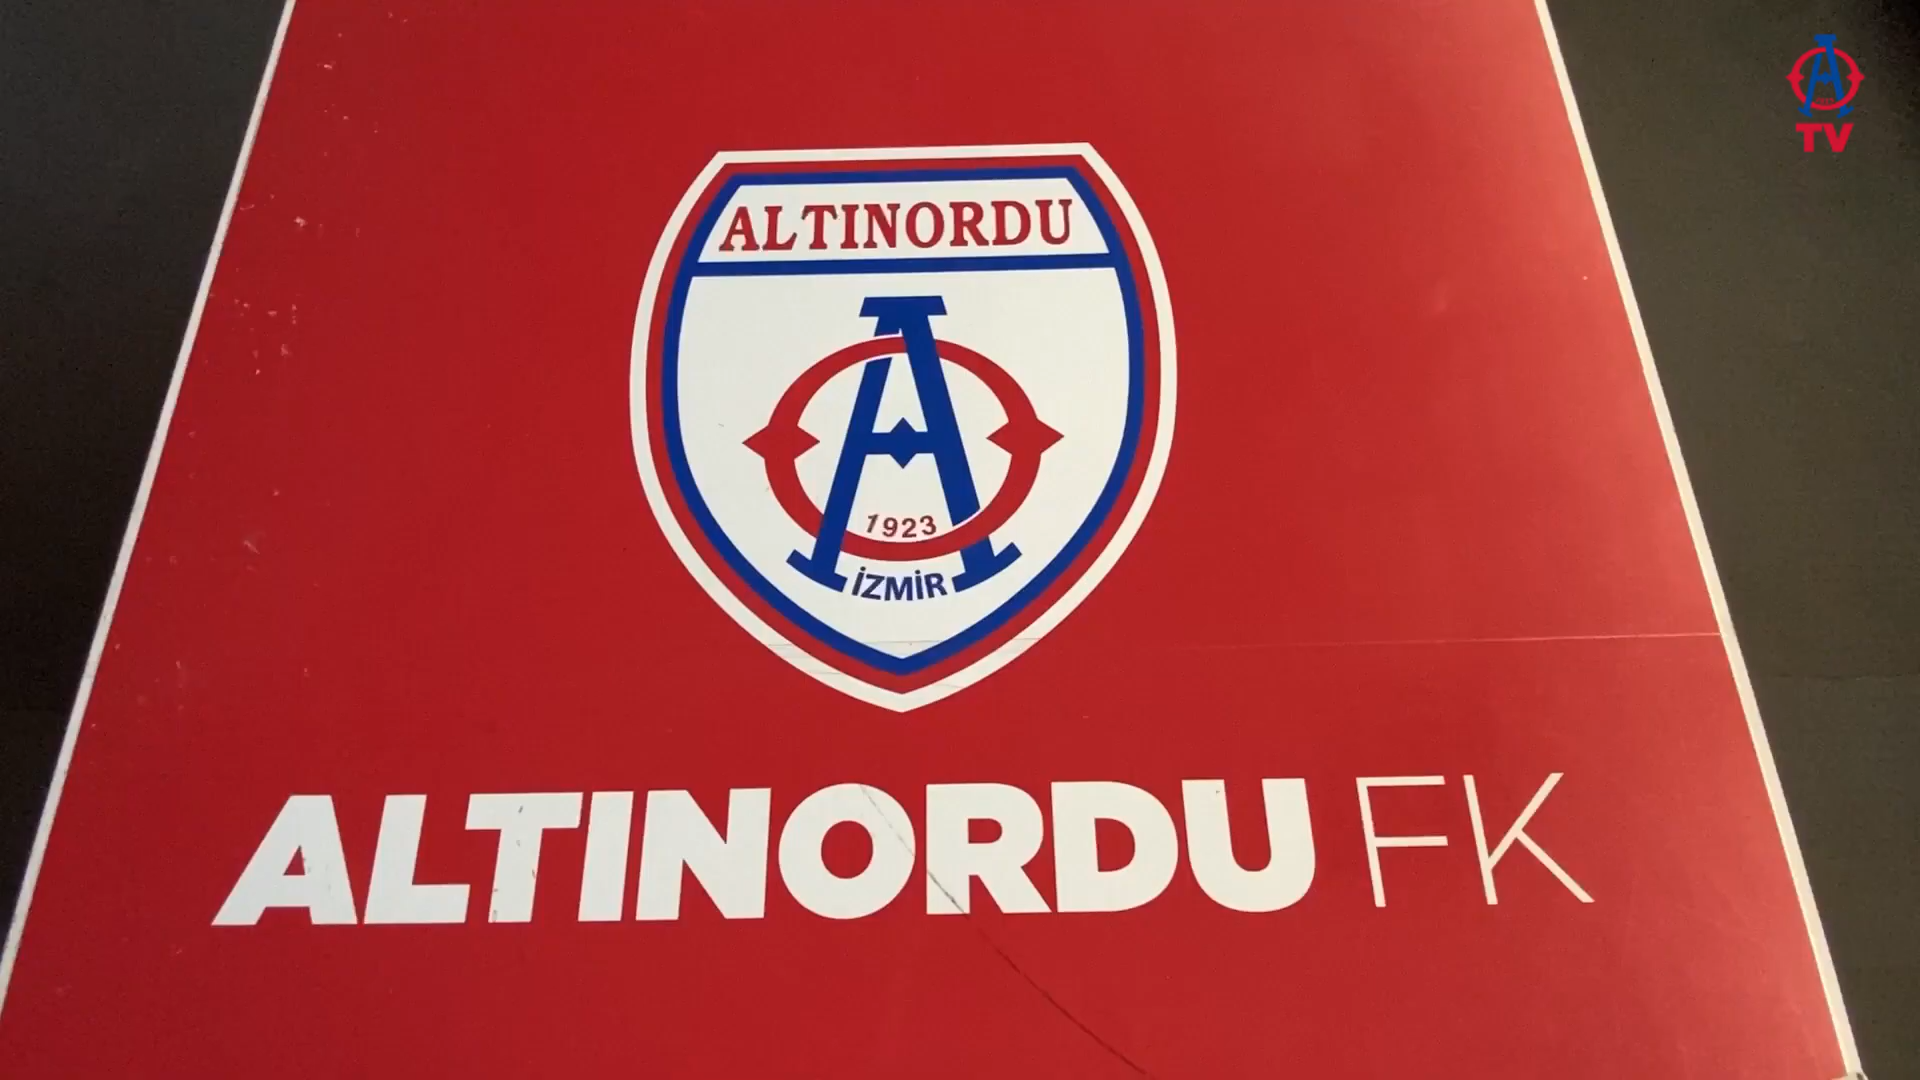 TV
ALTINORDU
1923
İZMİR
ALTINORDU FK